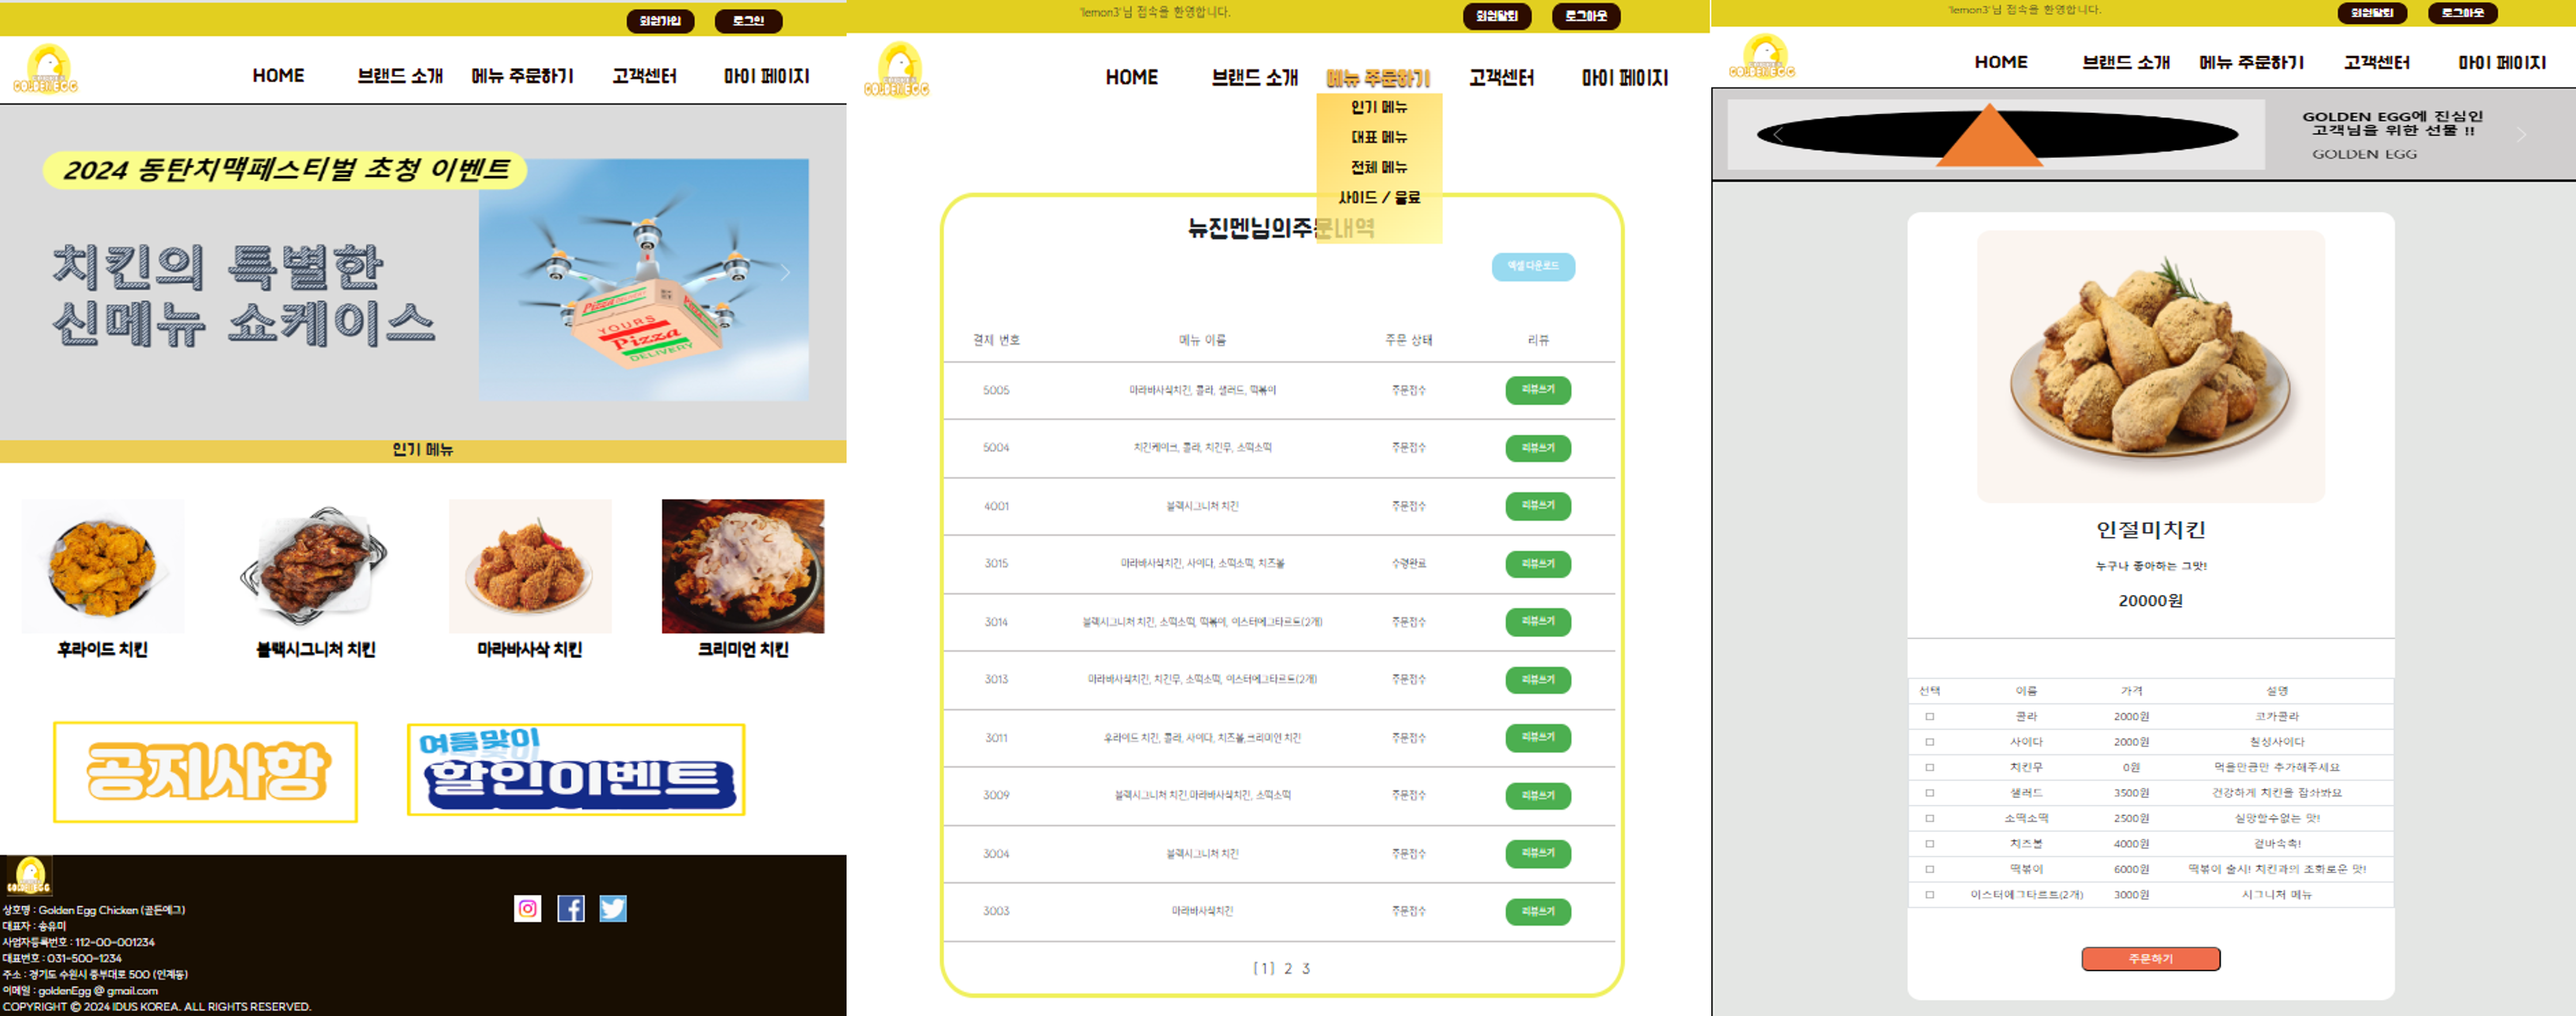 회원가입 로그인
GOLDEN EGG
HOME 브랜드 소개 메뉴 주문하기 고객센터 마이 페이지
2024 동탄치맥페스티벌 초청 이벤트
치킨의 특별한
신메뉴 쇼케이스
YOURS
Pizza
DELIVERY
인기 메뉴
후라이드 치킨 블랙시그니처 치킨 마라바사삭 치킨 크리미언 치킨
공지사항
여름맞이
할인이벤트
GOLDEN EGG
상호명 : Golden Egg Chicken (골든에그)
대표자 : 송유미
사업자등록번호 : 112-00-001234
대표번호 : 031-500-1234
주소 : 경기도 수원시 중부대로 500 (인계동)
이메일 : goldenEgg @ gmail.com
COPYRIGHT © 2024 IDUS KOREA. ALL RIGHTS RESERVED.
'lemon3'님 접속을 환영합니다. 회원탈퇴 로그아웃
GOLDEN EGG
HOME 브랜드 소개 메뉴 주문하기 고객센터 마이 페이지
인기 메뉴
대표 메뉴
전체 메뉴
사이드 / 음료
뉴진멘님의주문내역
엑셀 다운로드
결제 번호 메뉴 이름 주문 상태 리뷰
5005 마라바사삭치킨, 콜라, 샐러드, 떡볶이 주문접수 리뷰쓰기
5004 치킨케이크, 콜라, 치킨무, 소떡소떡 주문접수 리뷰쓰기
4001 블랙시그니처 치킨 주문접수 리뷰쓰기
3015 마라바사삭치킨, 사이다, 소떡소떡, 치즈볼 수령완료 리뷰쓰기
3014 블랙시그니처 치킨, 소떡소떡, 떡볶이, 이스터에그타르트(2개) 주문접수 리뷰쓰기
3013 마라바사삭치킨, 치킨무, 소떡소떡, 이스터에그타르트(2개) 주문접수 리뷰쓰기
3011 후라이드 치킨, 콜라, 사이다, 치즈볼,크리미언 치킨 주문접수 리뷰쓰기
3009 블랙시그니처 치킨,마라바사삭치킨, 소떡소떡 주문접수 리뷰쓰기
3004 블랙시그니처 치킨 주문접수 리뷰쓰기
3003 마라바사삭치킨 주문접수 리뷰쓰기
[1] 2 3
'lemon3'님 접속을 환영합니다. 회원탈퇴 로그아웃
GOLDEN EGG
HOME 브랜드 소개 메뉴 주문하기 고객센터 마이 페이지
GOLDEN EGG에 진심인
고객님을 위한 선물 !!
GOLDEN EGG
인절미치킨
누구나 좋아하는 그맛!
20000원
선택 이름 가격 설명
콜라 2000원 코카콜라
사이다 2000원 칠성사이다
치킨무 0원 먹을만큼만 추가해주세요
샐러드 3500원 건강하게 치킨을 잡솨봐요
소떡소떡 2500원 실망할수없는 맛!
치즈볼 4000원 겉바속촉!
떡볶이 6000원 떡볶이 출시! 치킨과의 조화로운 맛!
이스터에그타르트(2개) 3000원 시그니처 메뉴
주문하기